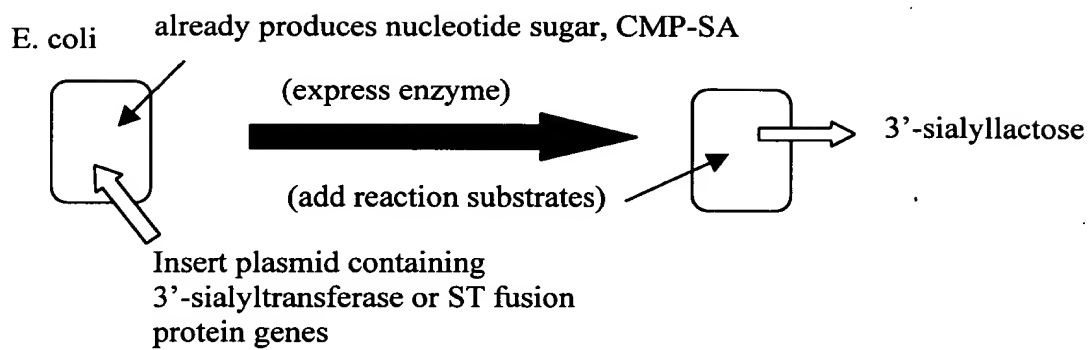 E. coli
already produces nucleotide sugar, CMP-SA
(express enzyme)
3’-sialyllactose
(add reaction substrates)
Insert plasmid containing
3’-sialyltransferase or ST fusion
protein genes